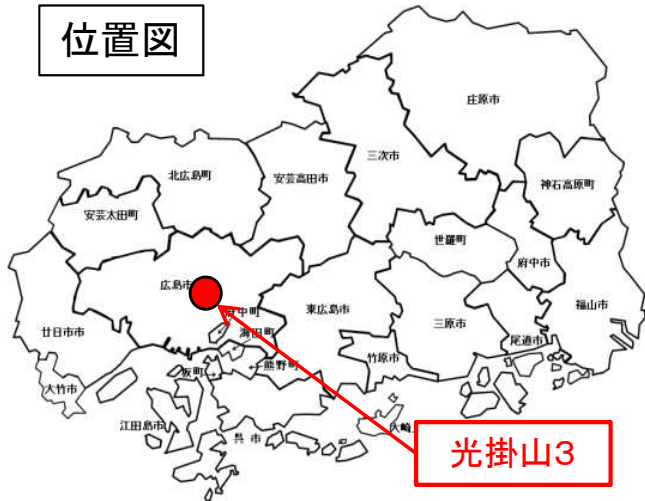 位置図
庄原市
三次市
北広島町
安芸高田市
神石高原町
安芸太田町
世羅町
府中市
広島市
東広島市
三原市
福山市
府中町
海田町
尾道市
廿日市市
竹原市
坂町
熊野町
大竹市
江田島市
呉市
大崎
光掛山3